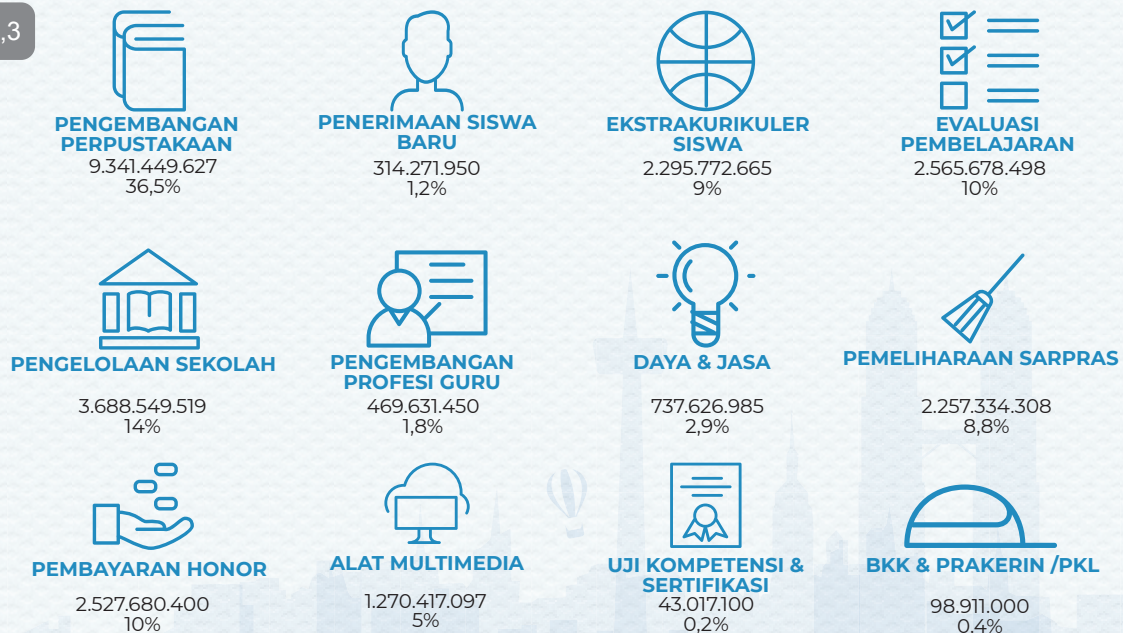 ,3
PENGEMBANGAN
PERPUSTAKAAN
9.341.449.627
36,5%
PENERIMAAN SISWA
BARU
314.271.950
1,2%
EKSTRAKURIKULER
SISWA
2.295.772.665
9%
EVALUASI
PEMBELAJARAN
2.565.678.498
10%
PENGELOLAAN SEKOLAH
3.688.549.519
14%
PENGEMBANGAN
PROFESI GURU
469.631.450
1,8%
DAYA & JASA
737.626.985
2,9%
PEMELIHARAAN SARPRAS
2.257.334.308
8,8%
PEMBAYARAN HONOR
2.527.680.400
10%
ALAT MULTIMEDIA
1.270.417.097
5%
UJI KOMPETENSI &
SERTIFIKASI
43.017.100
0,2%
BKK & PRAKERIN /PKL
98.911.000
0.4%